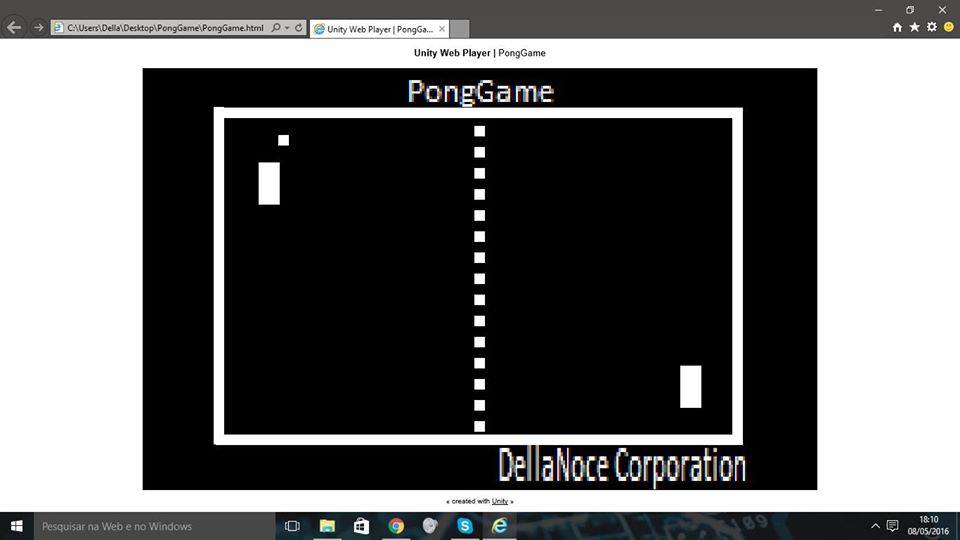 C:\Users\Della\Desktop\PongGame\PongGame.html
Unity Web Player | PongGa...
Unity Web Player | PongGame
PongGame
DellaNoce Corporation
« created with Unity »
Pesquisar na Web e no Windows
18:10
08/05/2016